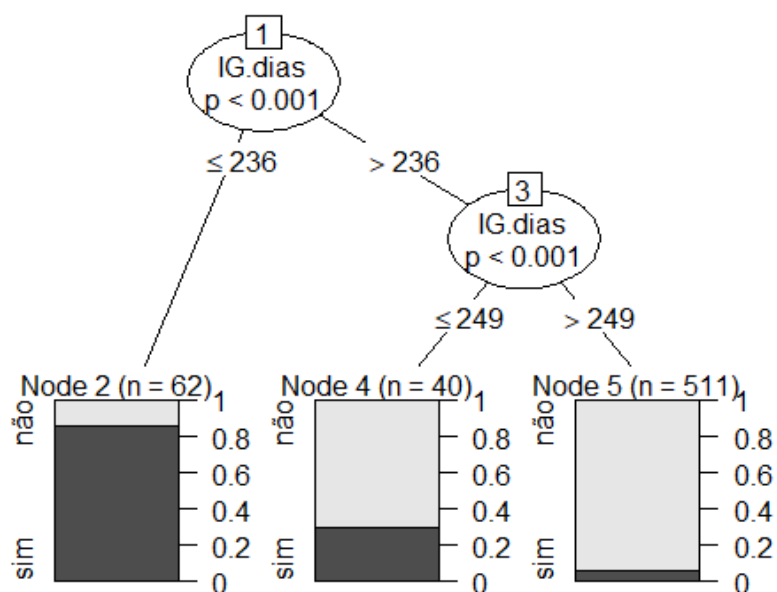 1
IG.dias
p < 0.001
≤ 236
> 236
3
IG.dias
p < 0.001
≤ 249
> 249
Node 2 (n = 62)
não
sim
1
0.8
0.6
0.4
0.2
0
Node 4 (n = 40)
não
sim
1
0.8
0.6
0.4
0.2
0
Node 5 (n = 511)
não
sim
1
0.8
0.6
0.4
0.2
0